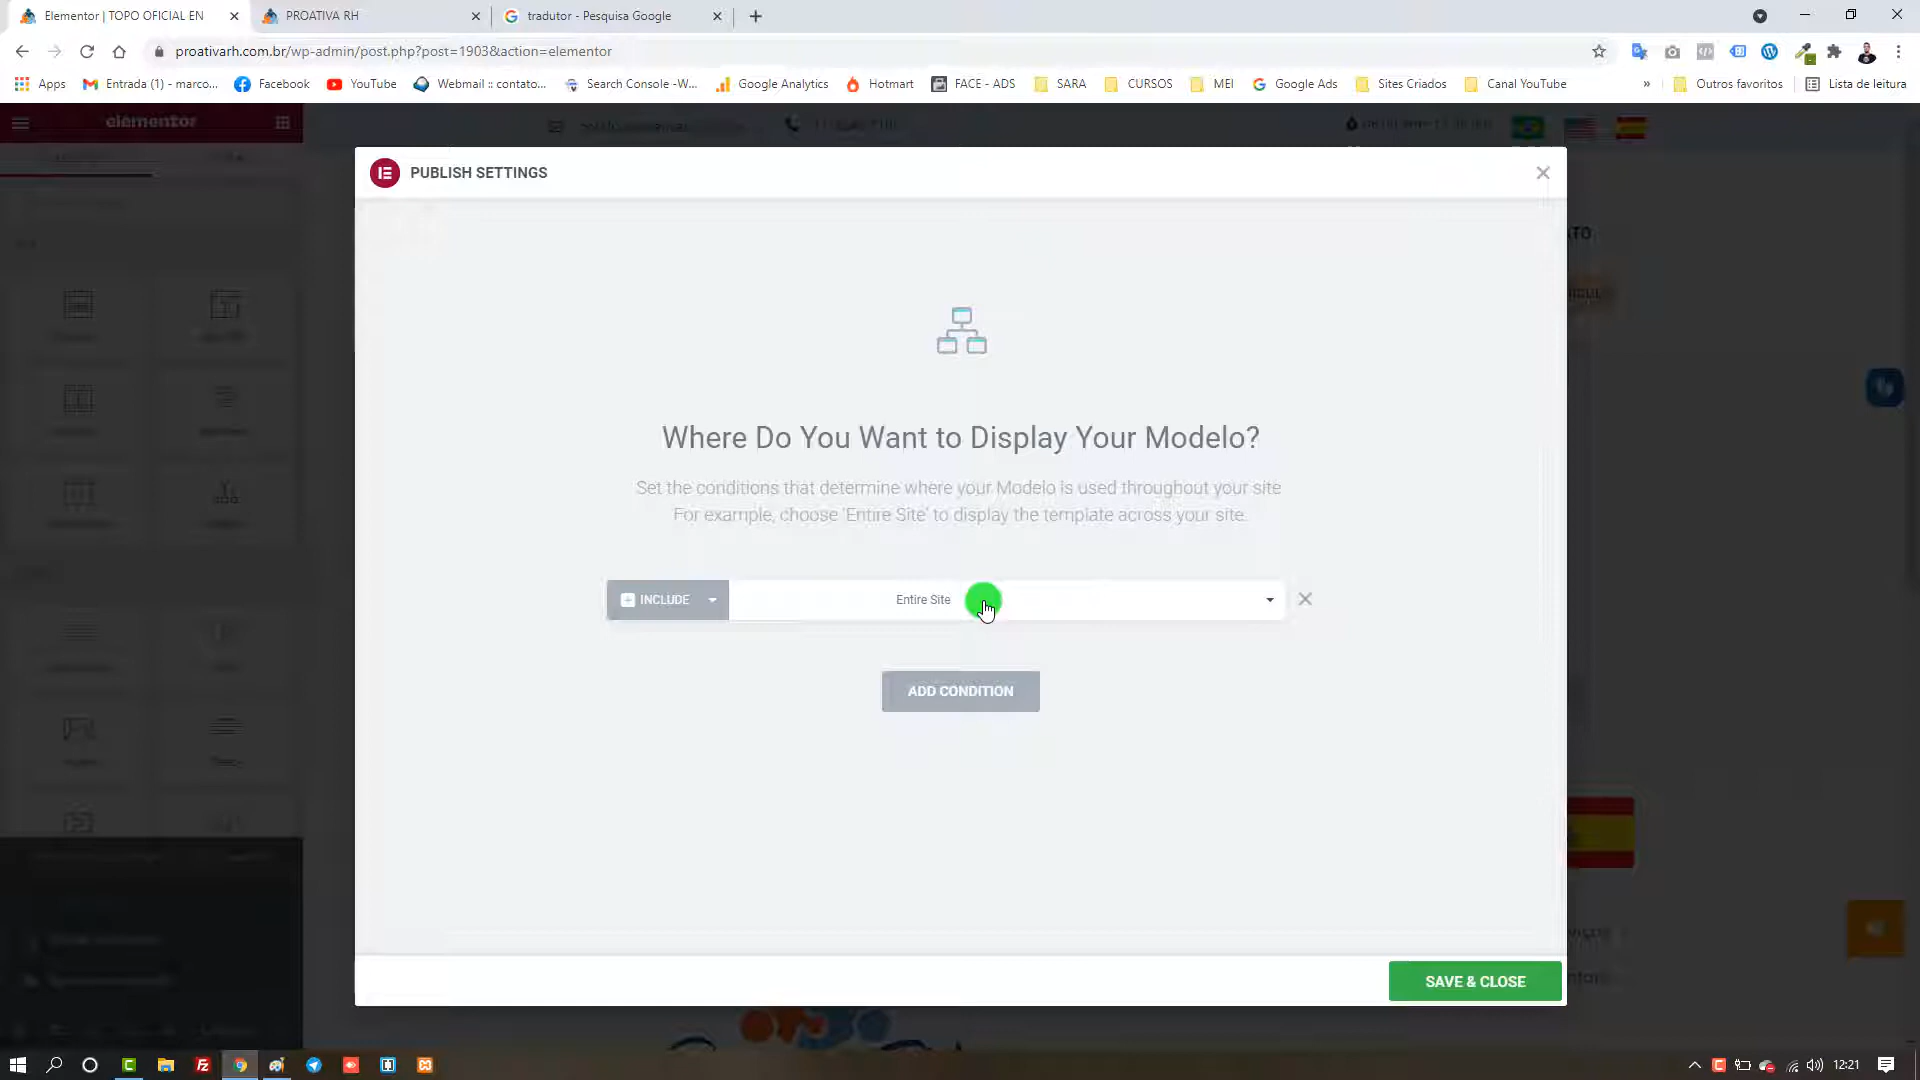 Elementor | TOPO OFICIAL EN
PROATIVA RH
tradutor - Pesquisa Google
proativarh.com.br/wp-admin/post.php?post=1903&action=elementor
Apps
Entrada (1) - marco...
Facebook
YouTube
Webmail :: contato...
Search Console -W...
Google Analytics
Hotmart
FACE - ADS
SARA
CURSOS
MEI
Google Ads
Sites Criados
Canal YouTube
»
Outros favoritos
Lista de leitura
elementor
PUBLISH SETTINGS
Where Do You Want to Display Your Modelo?
Set the conditions that determine where your Modelo is used throughout your site
For example, choose 'Entire Site' to display the template across your site.
INCLUDE
Entire Site
ADD CONDITION
SAVE & CLOSE
12:21